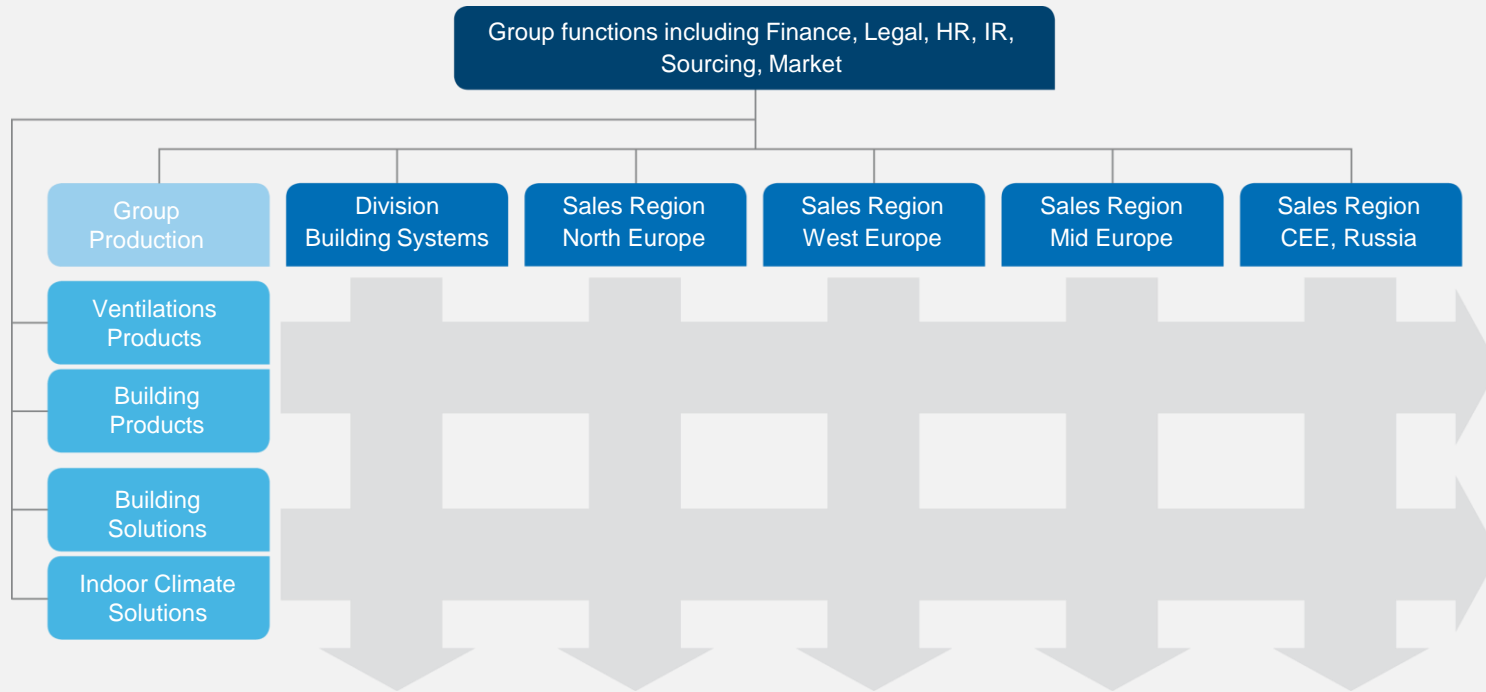 Group functions including Finance, Legal, HR, IR,
Sourcing, Market
Group
Production
Division
Building Systems
Sales Region
North Europe
Sales Region
West Europe
Sales Region
Mid Europe
Sales Region
CEE, Russia
Ventilations
Products
Building
Products
Building
Solutions
Indoor Climate
Solutions